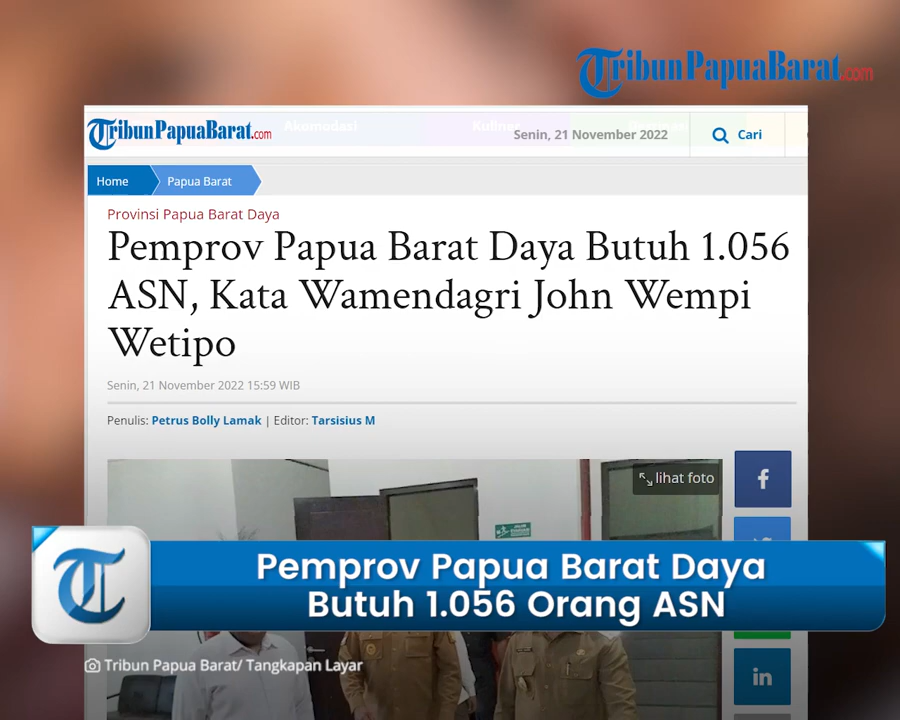 TribunPapuaBarat.com
TribunPapuaBarat.com
Akomodasi
Kuliner
Senin, 21 November 2022
Cari
Home
Papua Barat
Provinsi Papua Barat Daya
Pemprov Papua Barat Daya Butuh 1.056
ASN, Kata Wamendagri John Wempi
Wetipo
Senin, 21 November 2022 15:59 WIB
Penulis: Petrus Bolly Lamak | Editor: Tarsisius M
lihat foto
f
T
Pemprov Papua Barat Daya
Butuh 1.056 Orang ASN
Tribun Papua Barat/ Tangkapan Layar
in